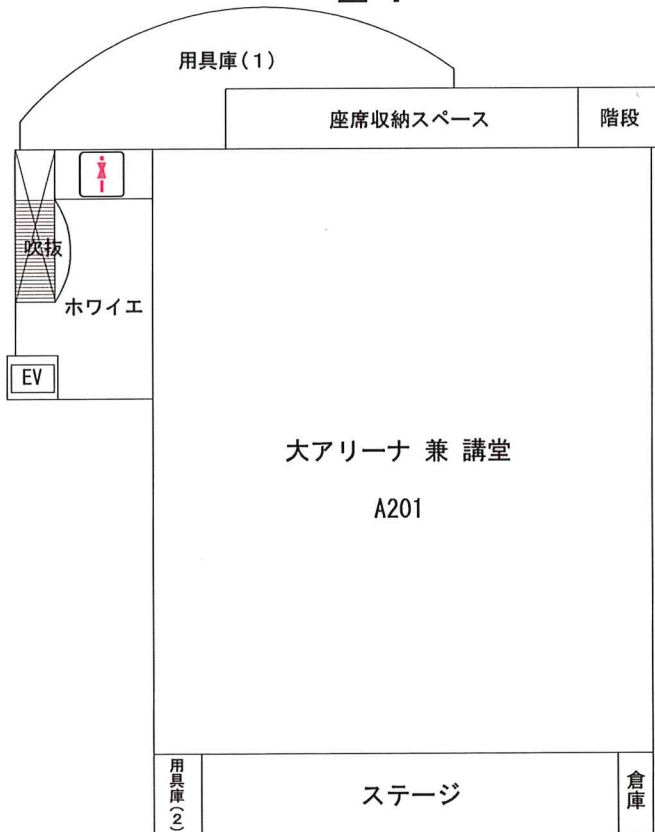 用具庫(1)
座席収納スペース
階段
吹抜
ホワイエ
EV
大アリーナ 兼 講堂
A201
用具庫(2)
ステージ
倉庫